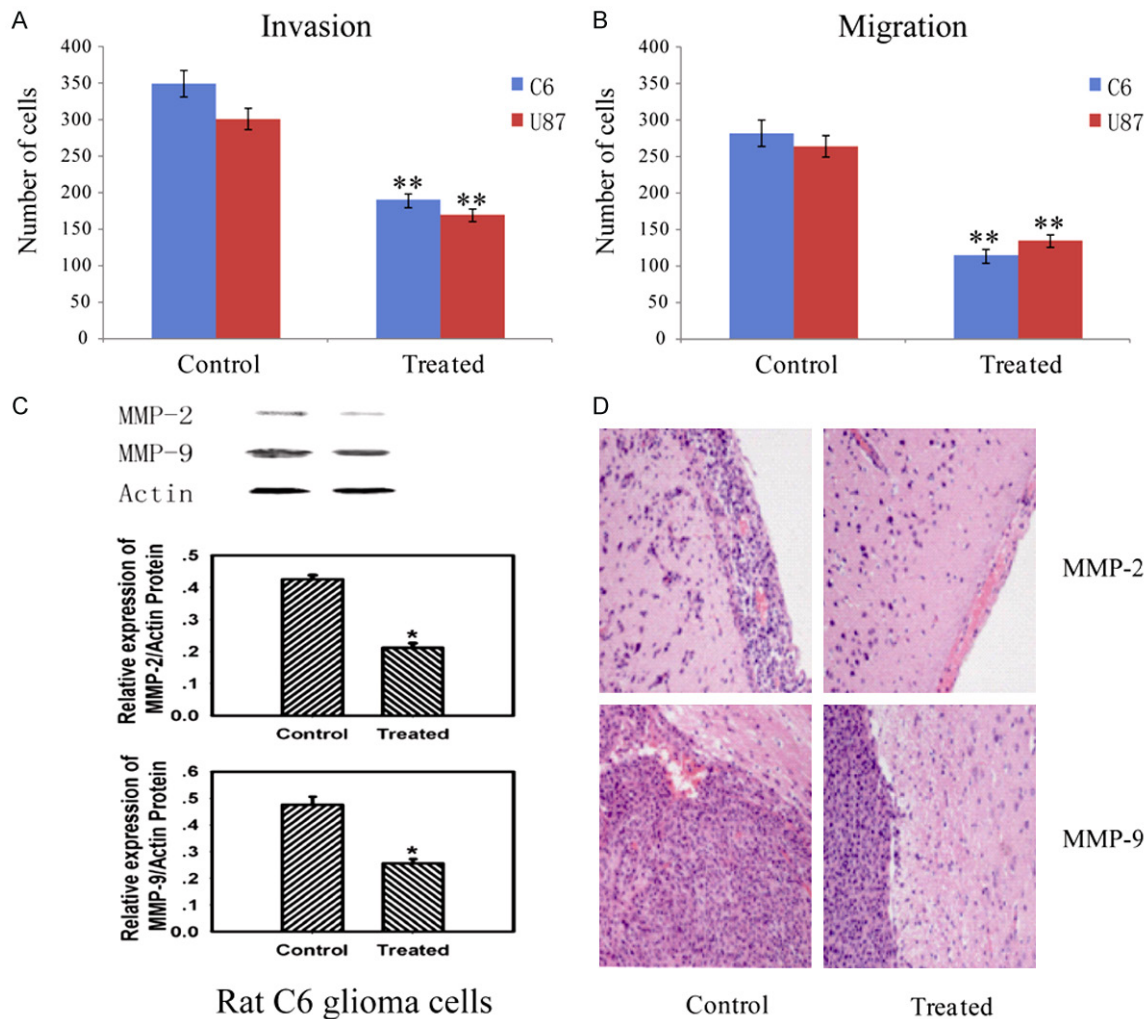 A
Invasion
Number of cells
400
350
300
250
200
150
100
50
0
C6
U87
**
**
Control
Treated
B
Migration
Number of cells
400
350
300
250
200
150
100
50
0
C6
U87
**
**
Control
Treated
C
MMP-2
MMP-9
Actin
Relative expression of
MMP-2/Actin Protein
.5
.4
.3
.2
.1
0.0
*
Control
Treated
Relative expression of
MMP-9/Actin Protein
.6
.5
.4
.3
.2
.1
0.0
*
Control
Treated
Rat C6 glioma cells
D
MMP-2
MMP-9
Control
Treated